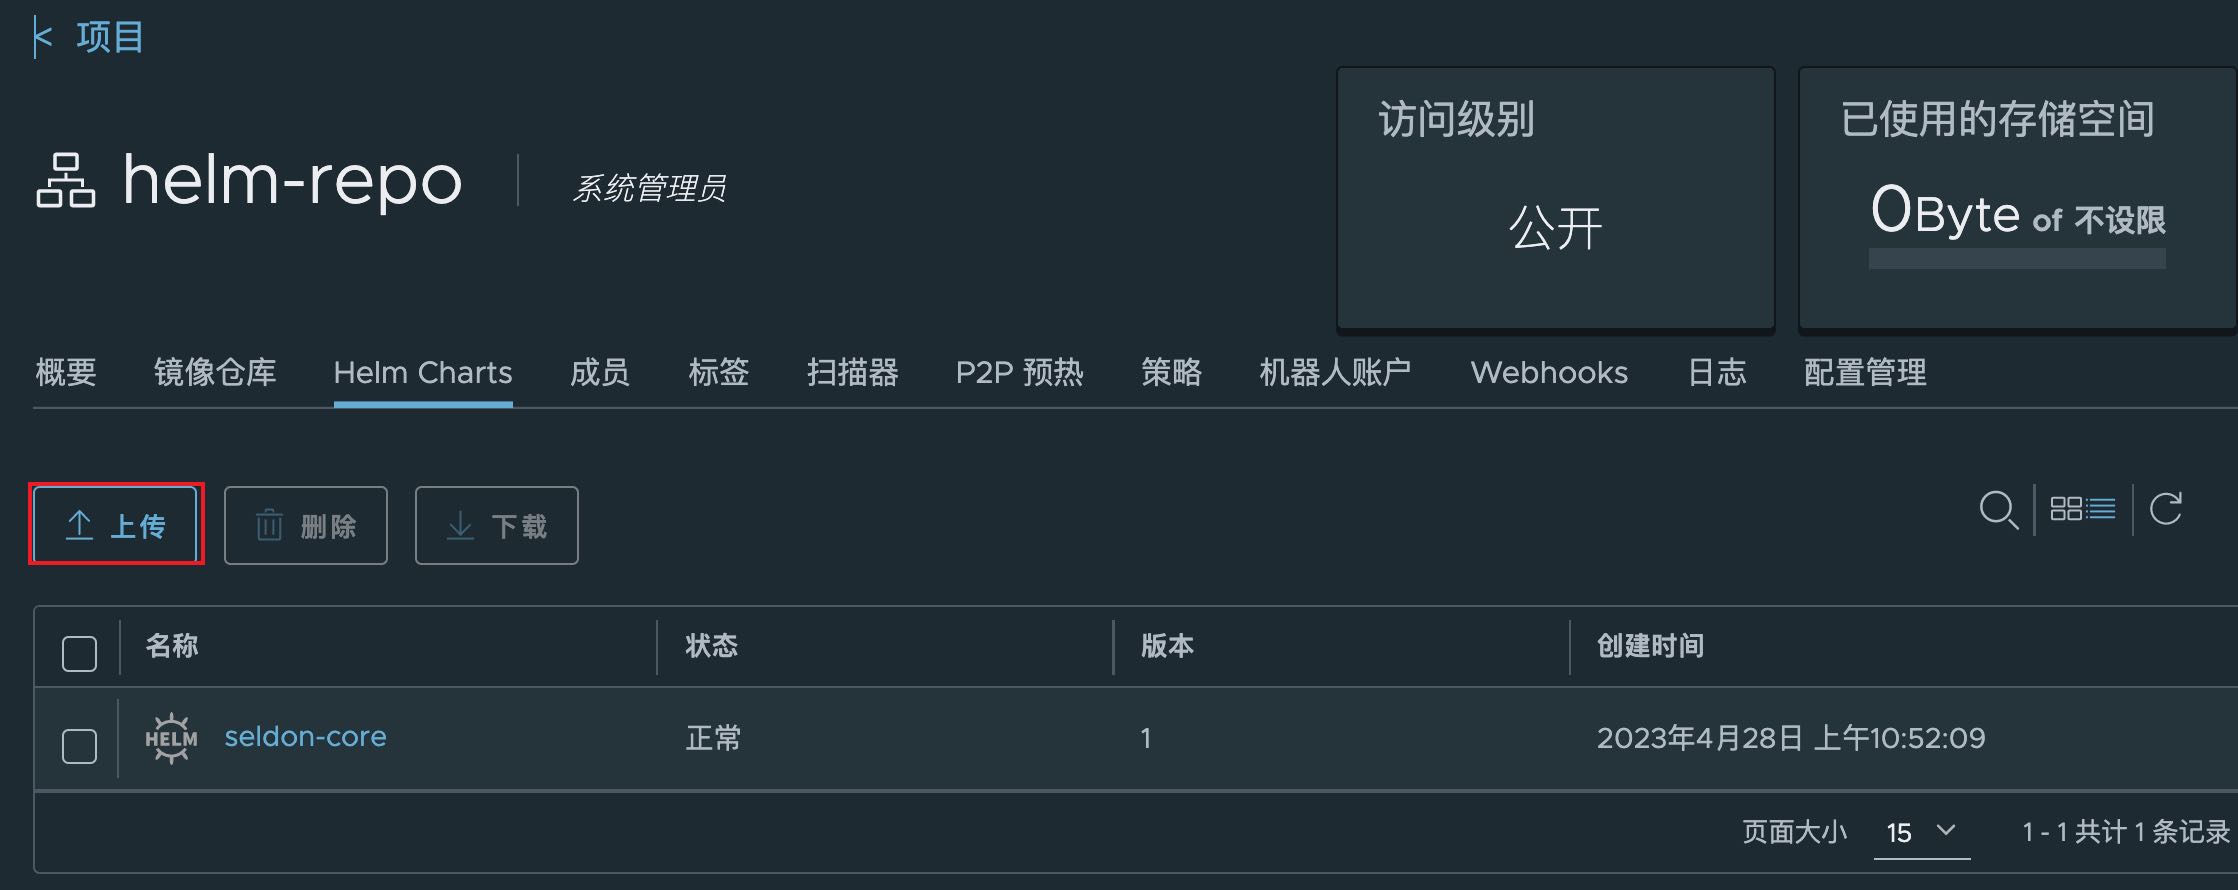 < 项目
访问级别
已使用的存储空间
helm-repo
系统管理员
公开
0Byte of 不设限
概要 镜像仓库 Helm Charts 成员 标签 扫描器 P2P 预热 策略 机器人账户 Webhooks 日志 配置管理
上传 删除 下载
名称 状态 版本 创建时间
HELM seldon-core 正常 1 2023年4月28日 上午10:52:09
页面大小 15 1 - 1 共计 1 条记录